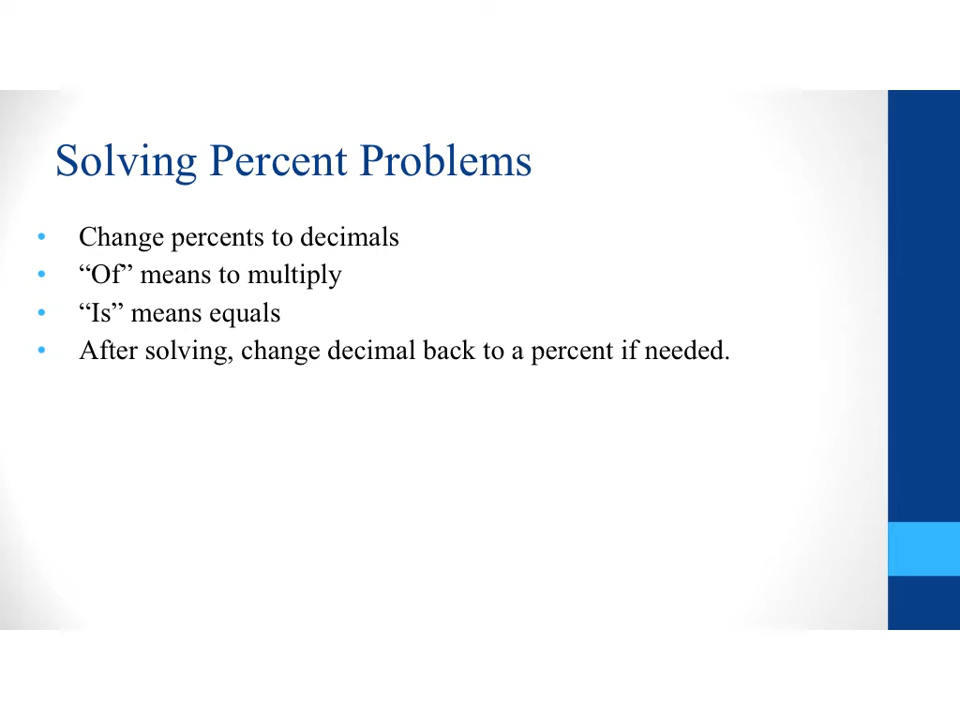 Solving Percent Problems
• Change percents to decimals
• “Of” means to multiply
• “Is” means equals
• After solving, change decimal back to a percent if needed.